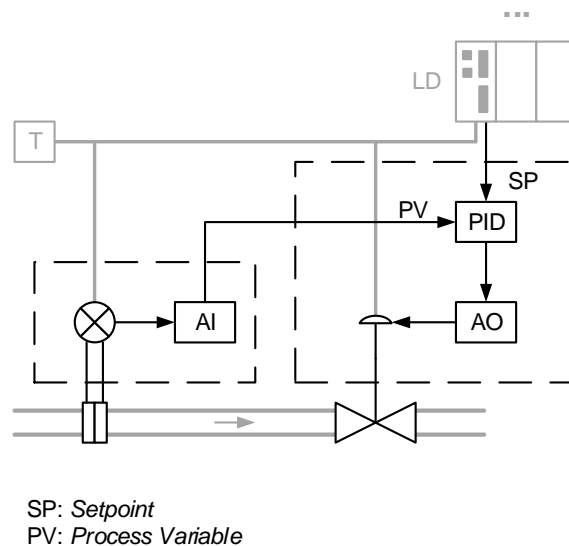 LD
T
SP
PV
PID
AI
AO
SP: Setpoint
PV: Process Variable